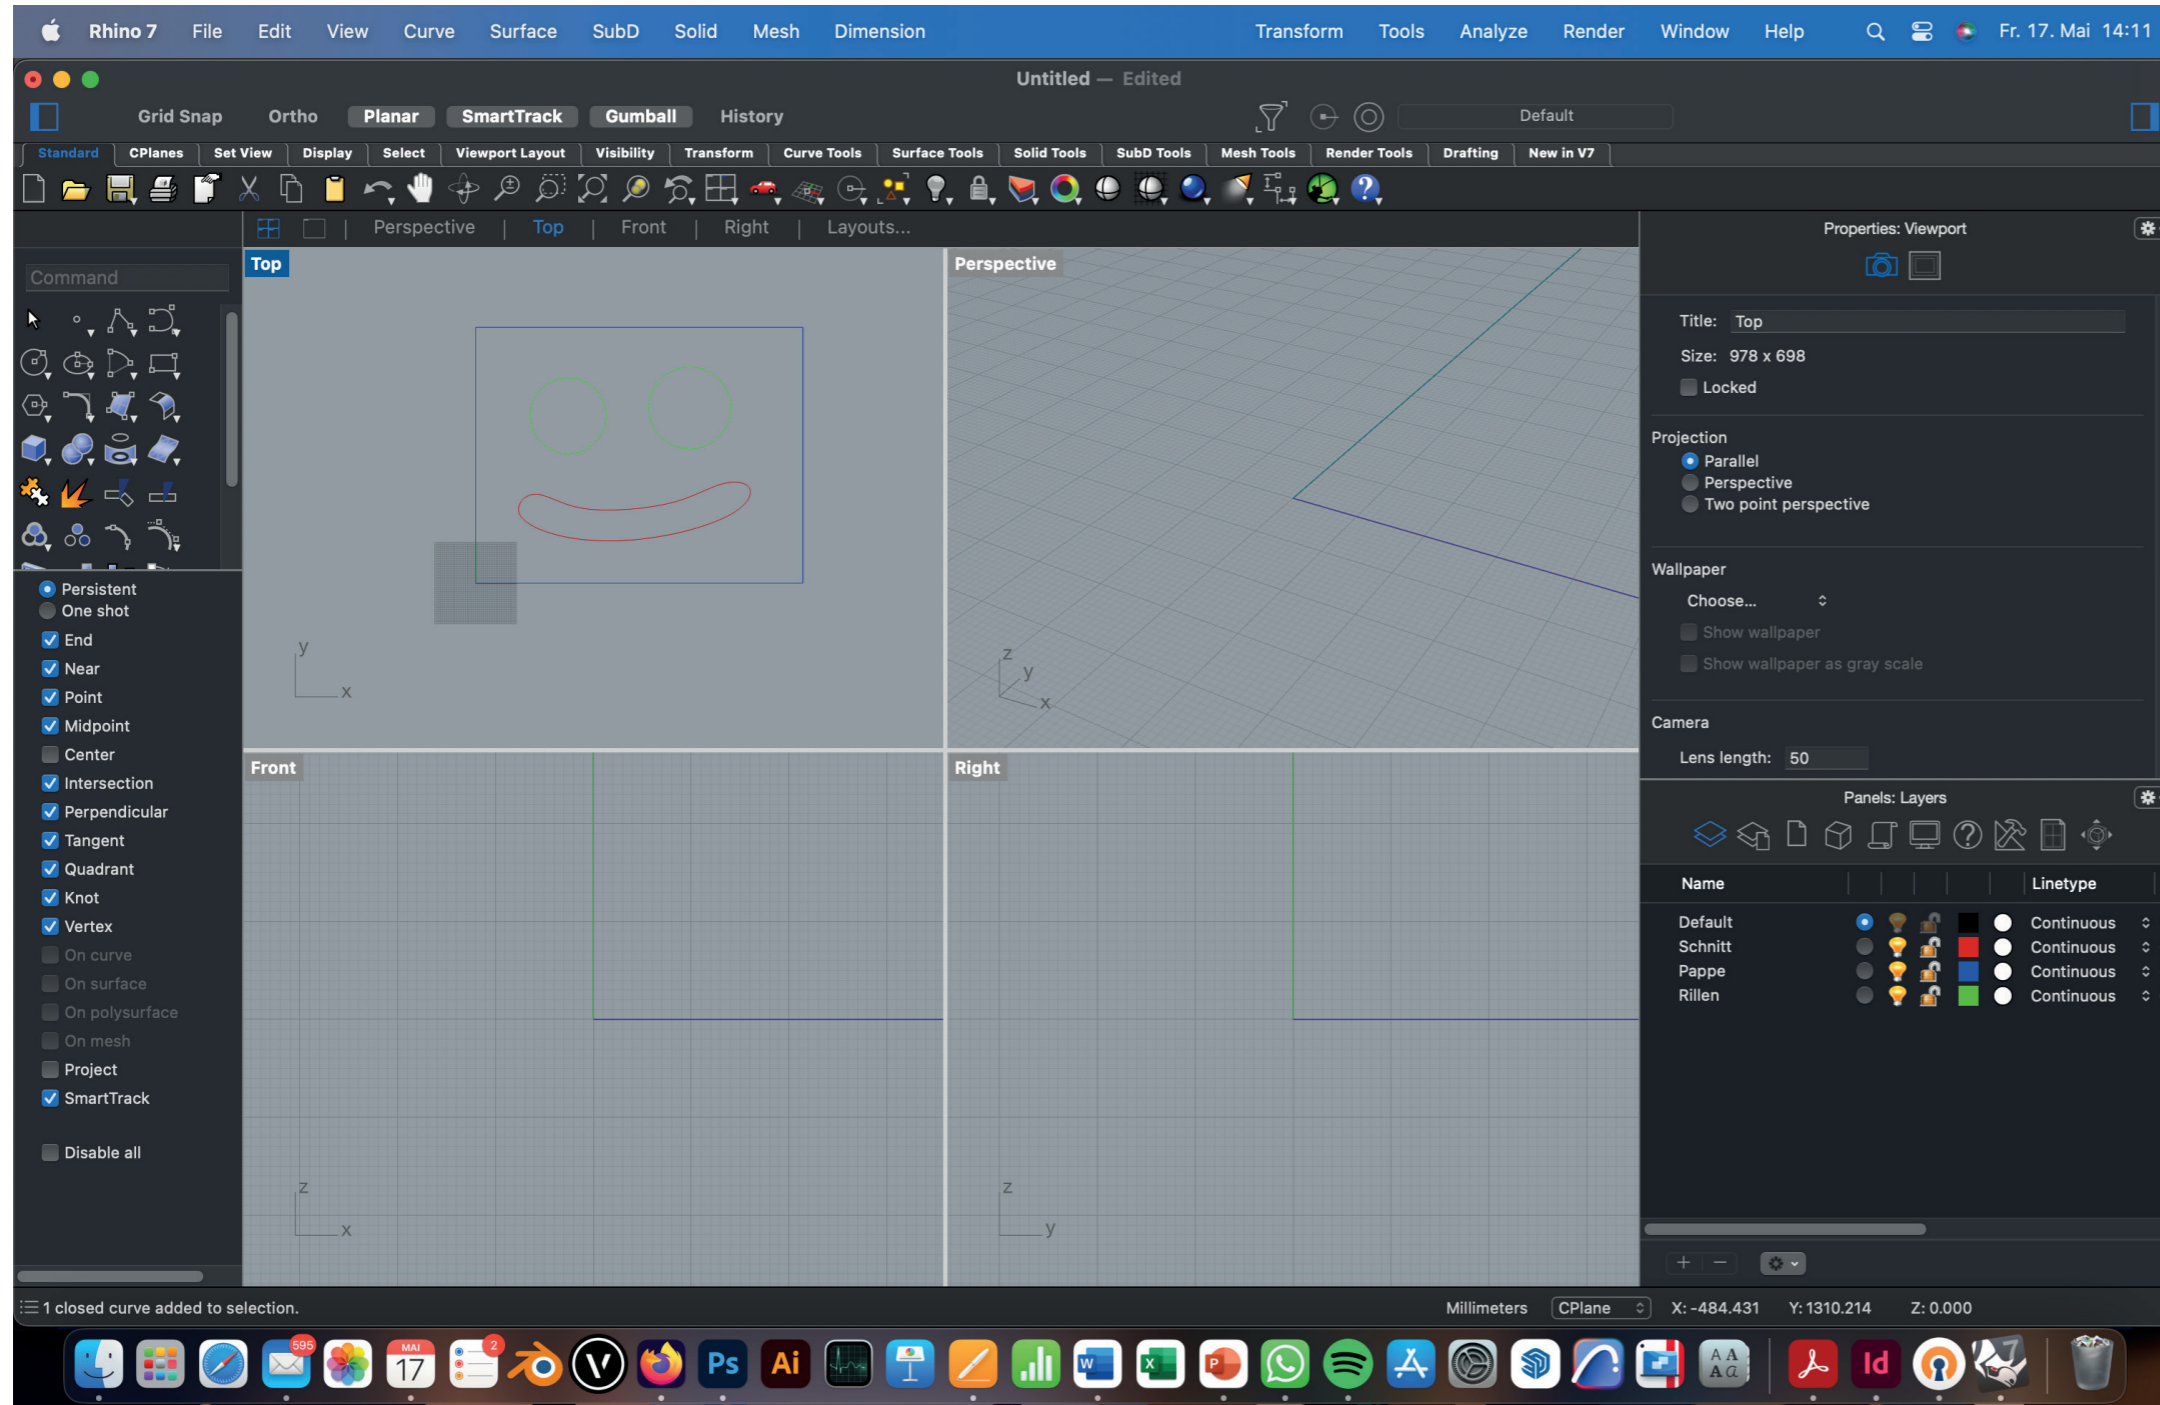 Rhino 7 File Edit View Curve Surface SubD Solid Mesh Dimension Transform Tools Analyze Render Window Help Fr. 17. Mai 14:11
Untitled — Edited
Grid Snap Ortho Planar SmartTrack Gumball History Default
Standard CPlanes Set View Display Select Viewport Layout Visibility Transform Curve Tools Surface Tools Solid Tools SubD Tools Mesh Tools Render Tools Drafting New in V7
Perspective | Top | Front | Right | Layouts...
Command
Persistent
One shot
End
Near
Point
Midpoint
Center
Intersection
Perpendicular
Tangent
Quadrant
Knot
Vertex
On curve
On surface
On polysurface
On mesh
Project
SmartTrack
Disable all
Top
y
x
Perspective
z
y
x
Front
z
x
Right
z
y
Properties: Viewport
Title: Top
Size: 978 x 698
Locked
Projection
Parallel
Perspective
Two point perspective
Wallpaper
Choose...
Show wallpaper
Show wallpaper as gray scale
Camera
Lens length: 50
Panels: Layers
Name Linetype
Default Continuous
Schnitt Continuous
Pappe Continuous
Rillen Continuous
1 closed curve added to selection. Millimeters CPlane X: -484.431 Y: 1310.214 Z: 0.000
595
MAI
17
2
Ps
Ai
W
X
P
A A
A a
Id
7